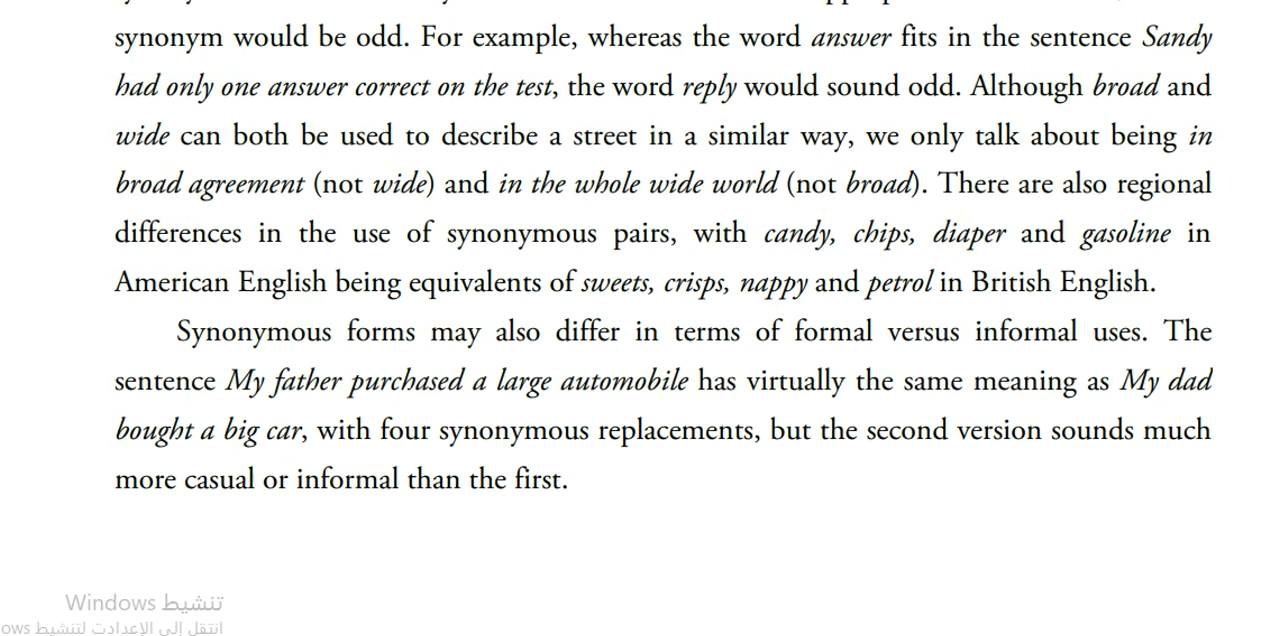 synonym would be odd. For example, whereas the word answer fits in the sentence Sandy
had only one answer correct on the test, the word reply would sound odd. Although broad and
wide can both be used to describe a street in a similar way, we only talk about being in
broad agreement (not wide) and in the whole wide world (not broad). There are also regional
differences in the use of synonymous pairs, with candy, chips, diaper and gasoline in
American English being equivalents of sweets, crisps, nappy and petrol in British English.
Synonymous forms may also differ in terms of formal versus informal uses. The
sentence My father purchased a large automobile has virtually the same meaning as My dad
bought a big car, with four synonymous replacements, but the second version sounds much
more casual or informal than the first.
تنشيط Windows
انتقل إلى الإعدادت لتنشيط ows